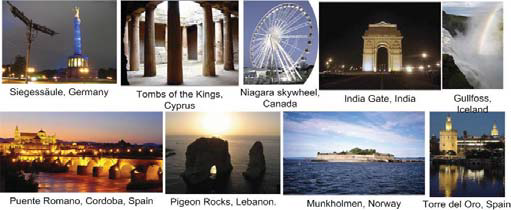 Siegessäule, Germany
Tombs of the Kings,
Cyprus
Niagara skywheel,
Canada
India Gate, India
Gullfoss,
Iceland
Puente Romano, Cordoba, Spain
Pigeon Rocks, Lebanon.
Munkholmen, Norway
Torre del Oro, Spain